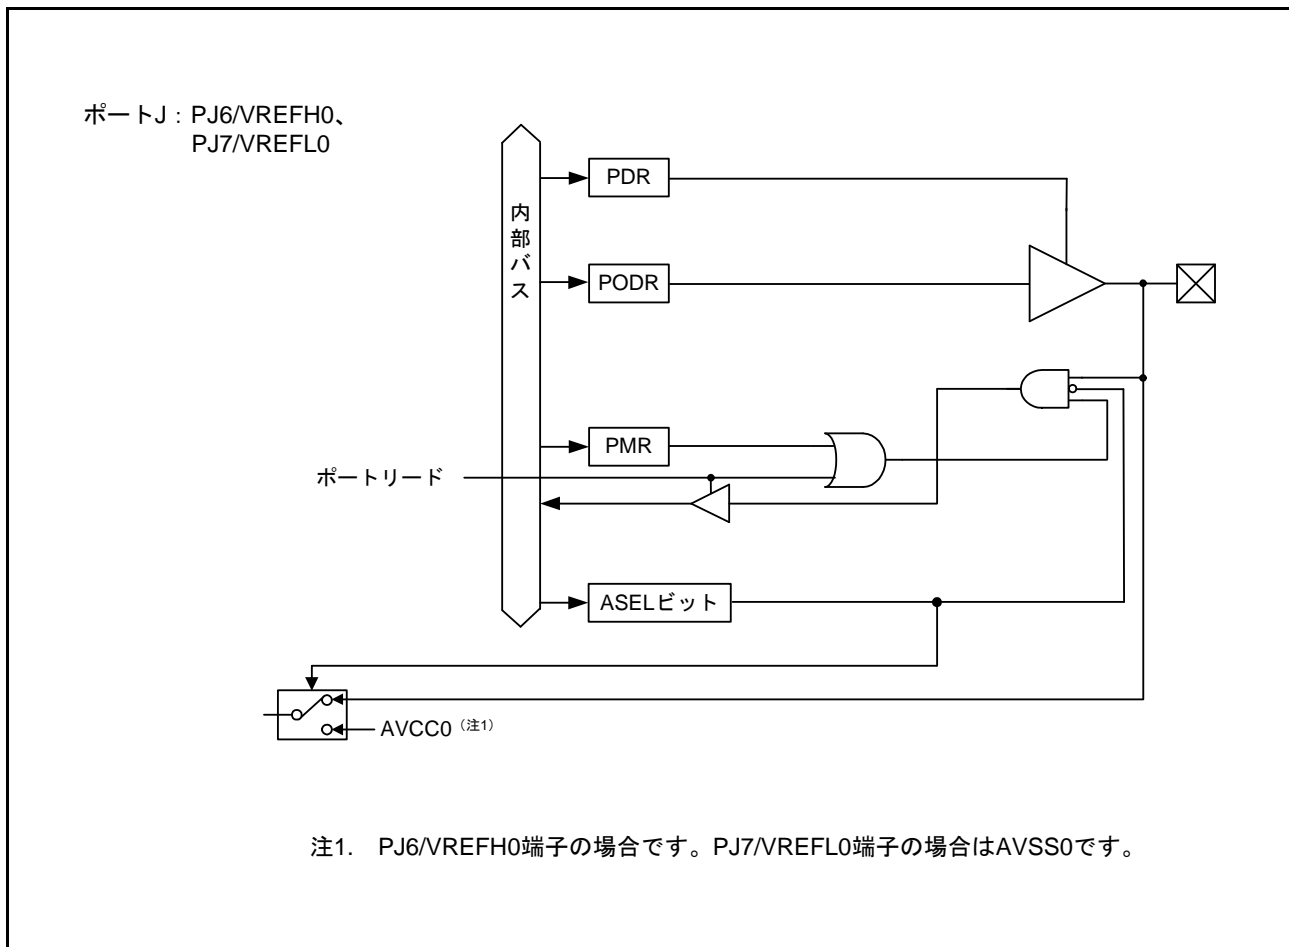 ポートJ：PJ6/VREFH0、
PJ7/VREFL0
内部バス
PDR
PODR
PMR
ポートリード
ASELビット
AVCC0（注1）
注1. PJ6/VREFH0端子の場合です。PJ7/VREFL0端子の場合はAVSS0です。